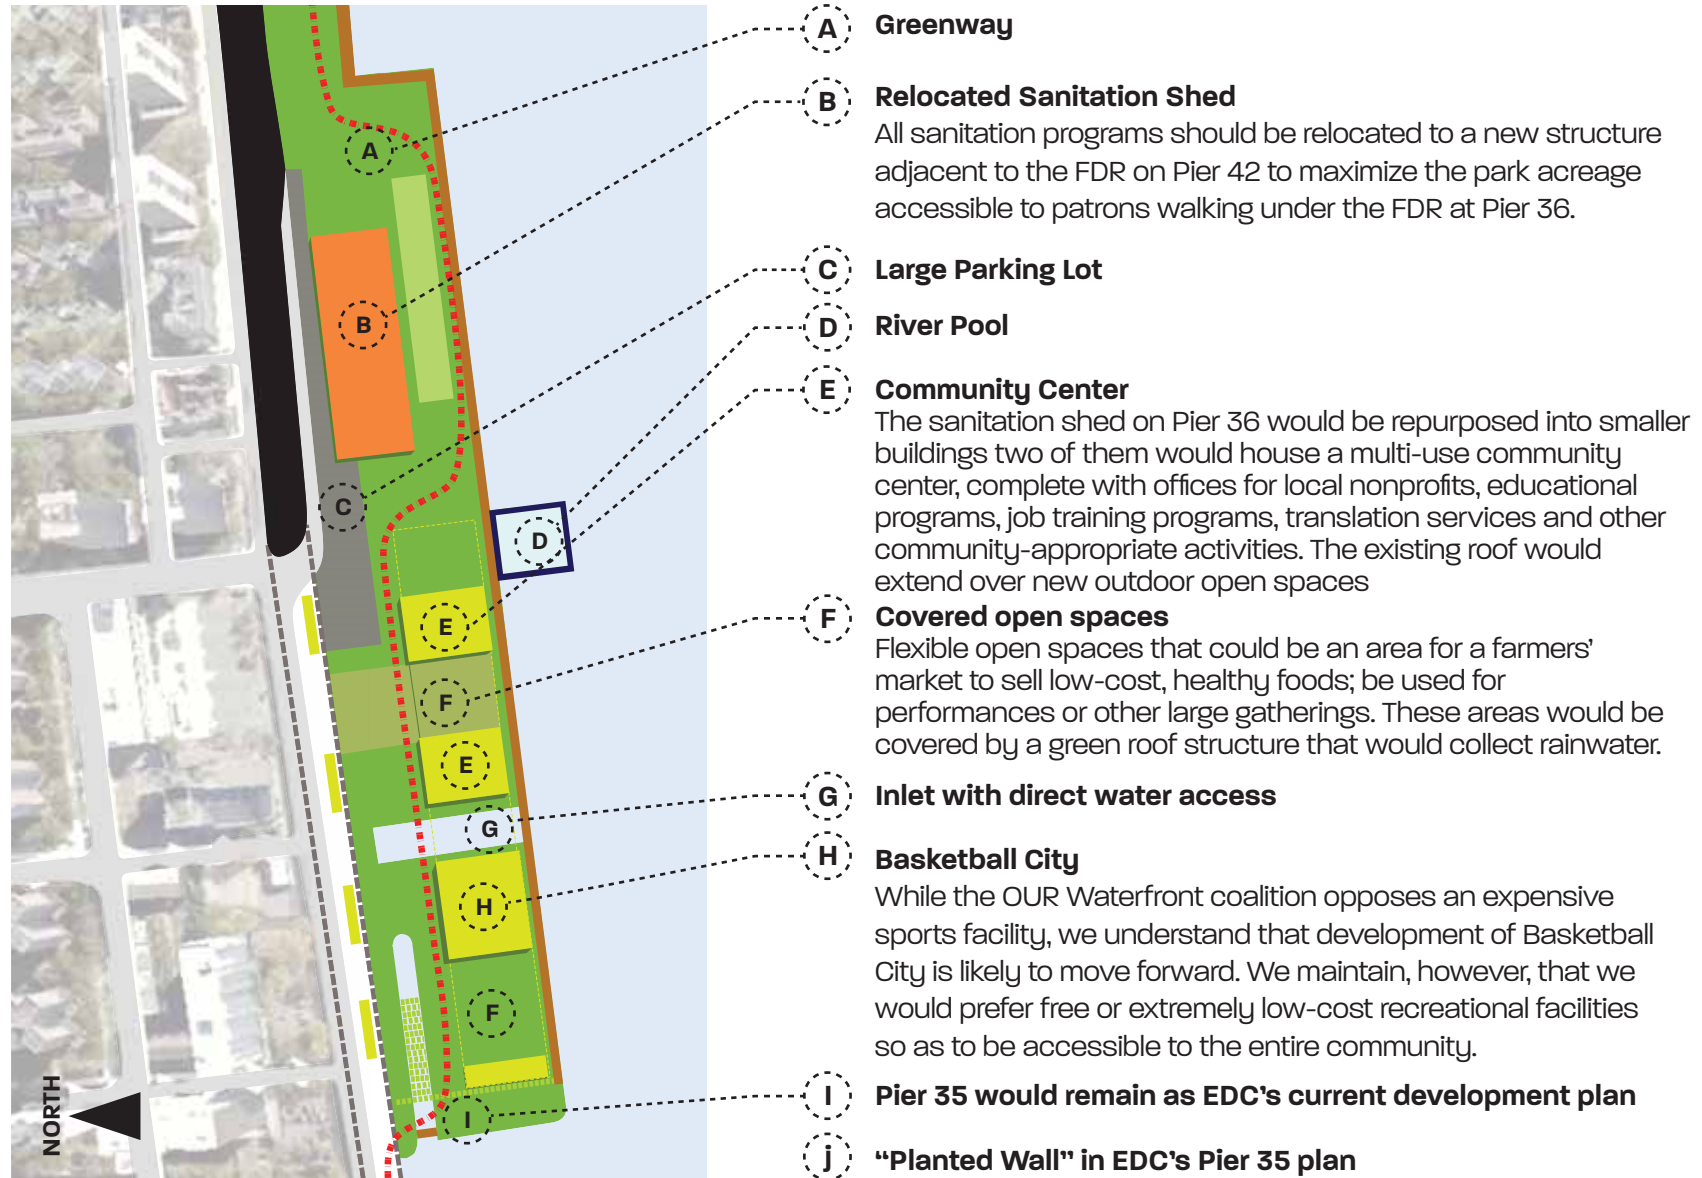 A Greenway
B Relocated Sanitation Shed
All sanitation programs should be relocated to a new structure
adjacent to the FDR on Pier 42 to maximize the park acreage
accessible to patrons walking under the FDR at Pier 36.
C Large Parking Lot
D River Pool
E Community Center
The sanitation shed on Pier 36 would be repurposed into smaller
buildings two of them would house a multi-use community
center, complete with offices for local nonprofits, educational
programs, job training programs, translation services and other
community-appropriate activities. The existing roof would
extend over new outdoor open spaces
F Covered open spaces
Flexible open spaces that could be an area for a farmers’
market to sell low-cost, healthy foods; be used for
performances or other large gatherings. These areas would be
covered by a green roof structure that would collect rainwater.
G Inlet with direct water access
H Basketball City
While the OUR Waterfront coalition opposes an expensive
sports facility, we understand that development of Basketball
City is likely to move forward. We maintain, however, that we
would prefer free or extremely low-cost recreational facilities
so as to be accessible to the entire community.
I Pier 35 would remain as EDC’s current development plan
j “Planted Wall” in EDC’s Pier 35 plan
A
B
C
D
E
F
E
G
H
F
I
NORTH